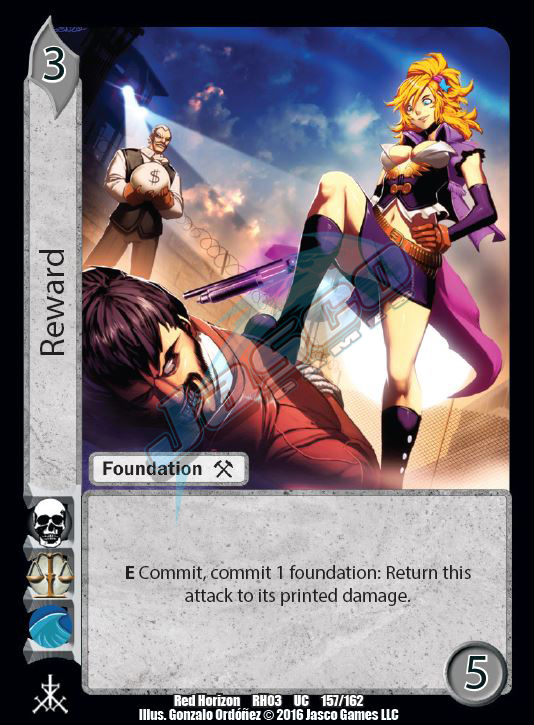 3
Reward
$
Foundation
E Commit, commit 1 foundation: Return this
attack to its printed damage.
5
Red Horizon RH03 UC 157/162
Illus. Gonzalo Ordóñez © 2016 Jasco Games LLC